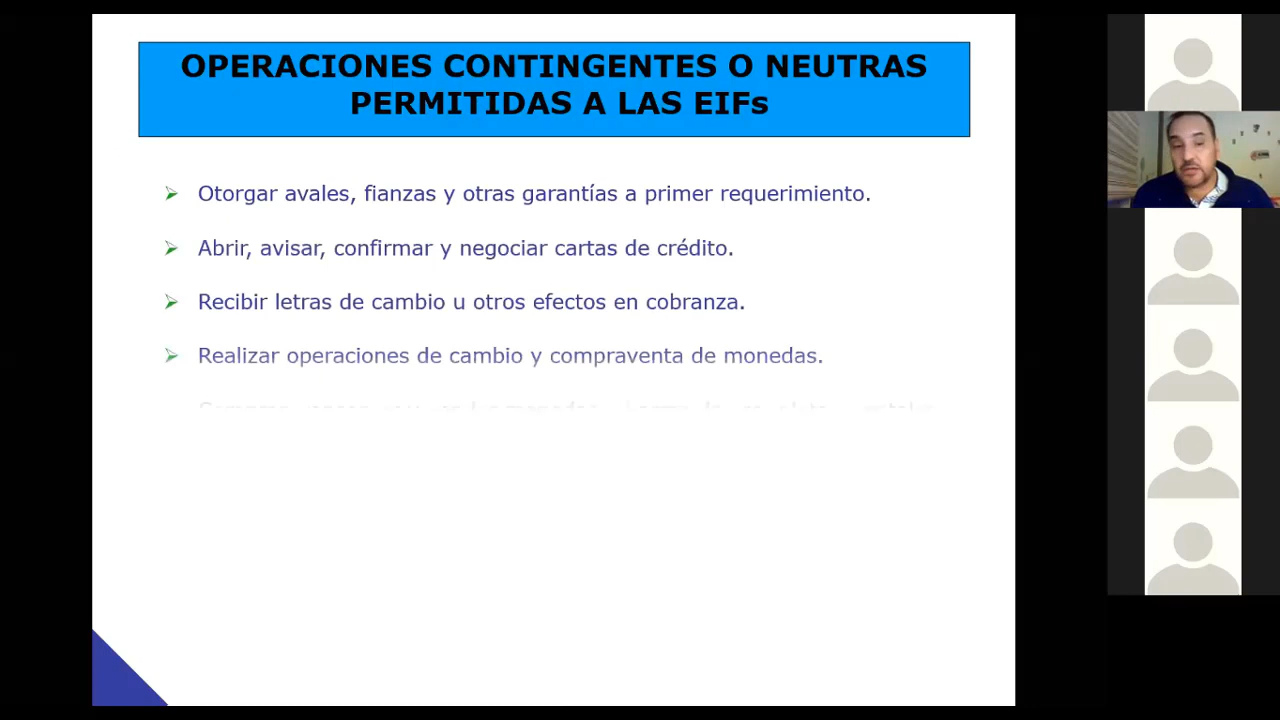 OPERACIONES CONTINGENTES O NEUTRAS
PERMITIDAS A LAS EIFs
Otorgar avales, fianzas y otras garantías a primer requerimiento.
Abrir, avisar, confirmar y negociar cartas de crédito.
Recibir letras de cambio u otros efectos en cobranza.
Realizar operaciones de cambio y compraventa de monedas.